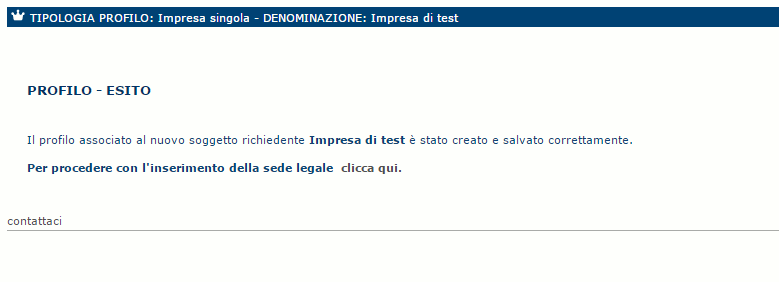 TIPOLOGIA PROFILO: Impresa singola - DENOMINAZIONE: Impresa di test
PROFILO - ESITO
Il profilo associato al nuovo soggetto richiedente Impresa di test è stato creato e salvato correttamente.
Per procedere con l'inserimento della sede legale clicca qui.
contattaci